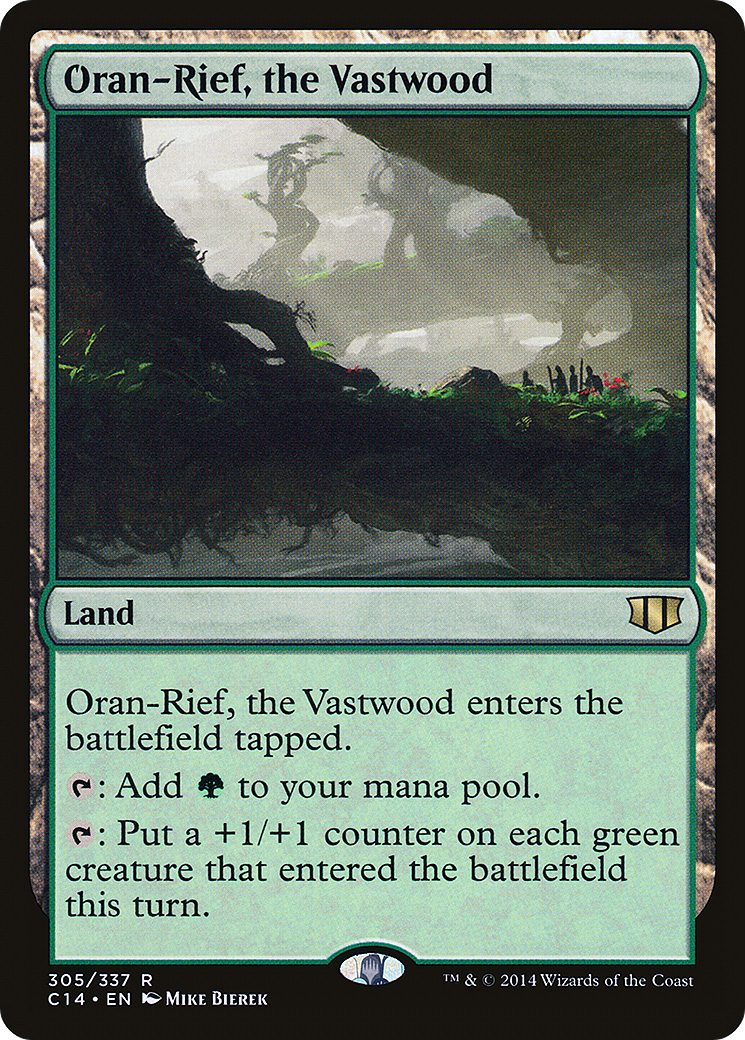 Oran-Rief, the Vastwood
Land
Oran-Rief, the Vastwood enters the
battlefield tapped.
: Add to your mana pool.
: Put a +1/+1 counter on each green
creature that entered the battlefield
this turn.
305/337 R
C14 • EN MIKE BIEREK
™ & © 2014 Wizards of the Coast